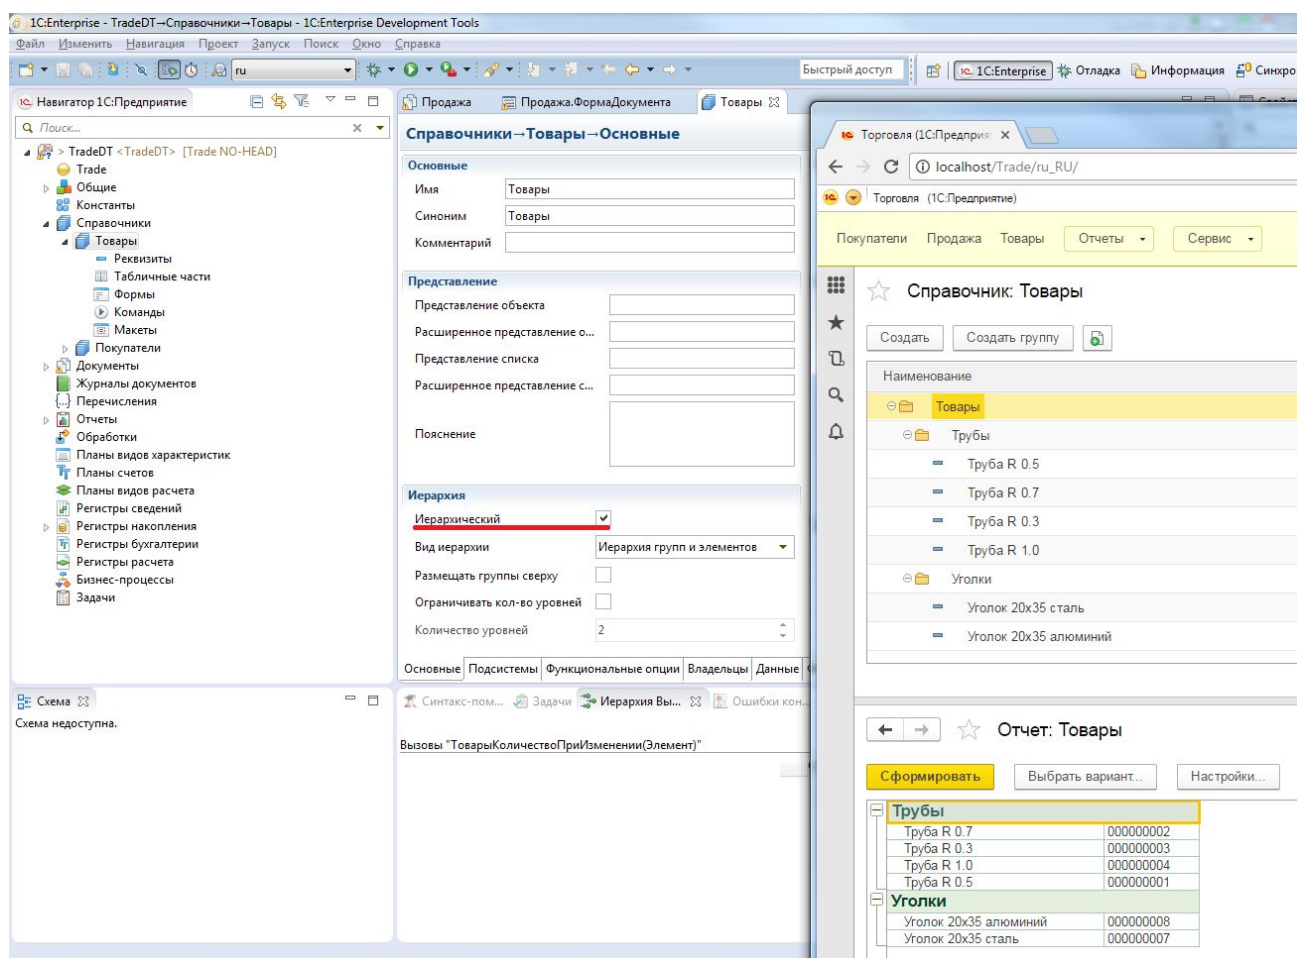 1C:Enterprise - TradeDT→Справочники→Товары - 1C:Enterprise Development Tools
Файл Изменить Навигация Проект Запуск Поиск Окно Справка
ru
Быстрый доступ 1C:Enterprise Отладка Информация Синхро
Навигатор 1С:Предприятие
Поиск...
> TradeDT <TradeDT> [Trade NO-HEAD]
Trade
Общие
Константы
Справочники
Товары
Реквизиты
Табличные части
Формы
Команды
Макеты
Покупатели
Документы
Журналы документов
Перечисления
Отчеты
Обработки
Планы видов характеристик
Планы счетов
Планы видов расчета
Регистры сведений
Регистры накопления
Регистры бухгалтерии
Регистры расчета
Бизнес-процессы
Задачи
Схема
Схема недоступна.
Продажа Продажа.ФормаДокумента Товары
Справочники→Товары→Основные
Основные
Имя Товары
Синоним Товары
Комментарий
Представление
Представление объекта
Расширенное представление о...
Представление списка
Расширенное представление с...
Пояснение
Иерархия
Иерархический
Вид иерархии Иерархия групп и элементов
Размещать группы сверху
Ограничивать кол-во уровней
Количество уровней 2
Основные Подсистемы Функциональные опции Владельцы Данные
Синтакс-пом... Задачи Иерархия Вы... Ошибки кон...
Вызовы "ТоварыКоличествоПриИзменении(Элемент)"
Торговля (1С:Предприя
localhost/Trade/ru_RU/
Торговля (1С:Предприятие)
Покупатели Продажа Товары Отчеты Сервис
Справочник: Товары
Создать Создать группу
Наименование
Товары
Трубы
Труба R 0.5
Труба R 0.7
Труба R 0.3
Труба R 1.0
Уголки
Уголок 20х35 сталь
Уголок 20х35 алюминий
Отчет: Товары
Сформировать Выбрать вариант... Настройки...
Трубы
Труба R 0.7 000000002
Труба R 0.3 000000003
Труба R 1.0 000000004
Труба R 0.5 000000001
Уголки
Уголок 20х35 алюминий 000000008
Уголок 20х35 сталь 000000007